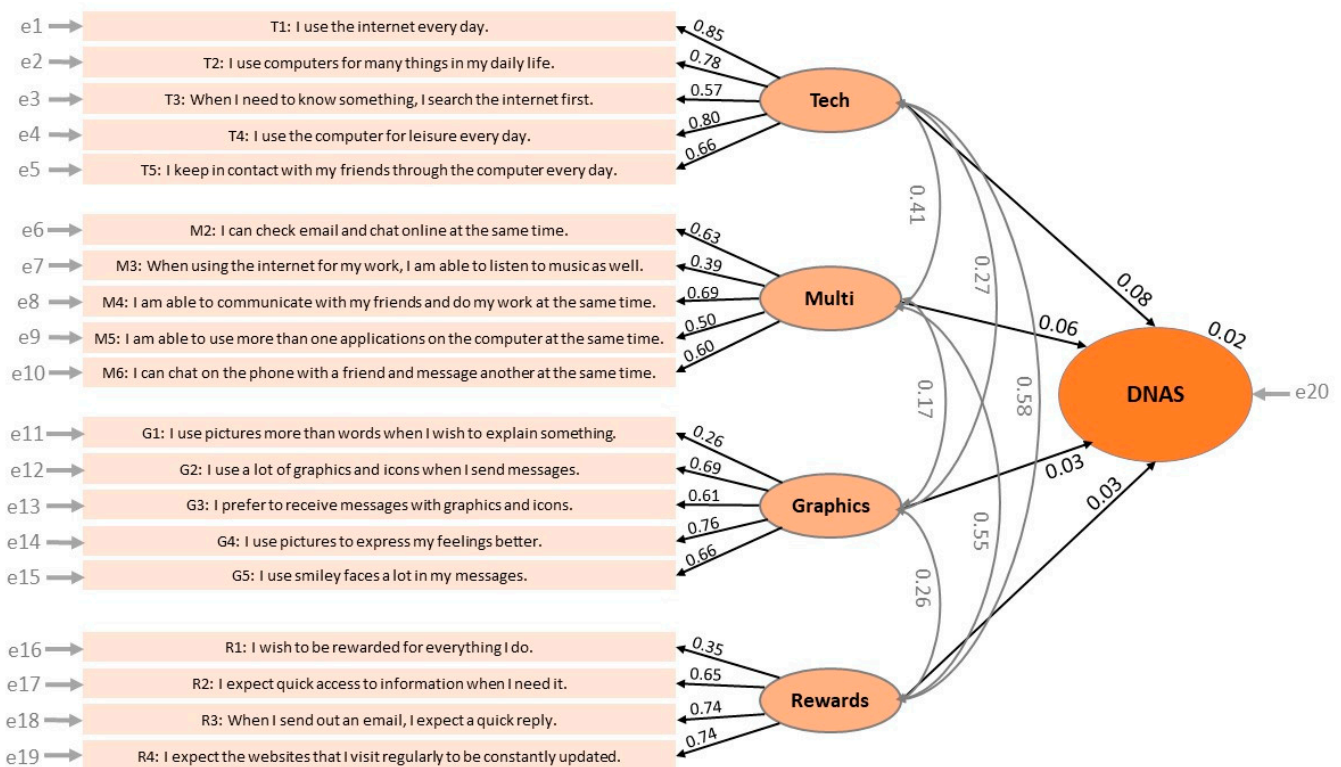 e1
T1: I use the internet every day.
0.85
e2
T2: I use computers for many things in my daily life.
0.78
e3
T3: When I need to know something, I search the internet first.
0.57
e4
T4: I use the computer for leisure every day.
0.80
e5
T5: I keep in contact with my friends through the computer every day.
0.66
Tech
e6
M2: I can check email and chat online at the same time.
0.63
e7
M3: When using the internet for my work, I am able to listen to music as well.
0.39
e8
M4: I am able to communicate with my friends and do my work at the same time.
0.69
e9
M5: I am able to use more than one applications on the computer at the same time.
0.50
e10
M6: I can chat on the phone with a friend and message another at the same time.
0.60
Multi
e11
G1: I use pictures more than words when I wish to explain something.
0.26
e12
G2: I use a lot of graphics and icons when I send messages.
0.69
e13
G3: I prefer to receive messages with graphics and icons.
0.61
e14
G4: I use pictures to express my feelings better.
0.76
e15
G5: I use smiley faces a lot in my messages.
0.66
Graphics
e16
R1: I wish to be rewarded for everything I do.
0.35
e17
R2: I expect quick access to information when I need it.
0.65
e18
R3: When I send out an email, I expect a quick reply.
0.74
e19
R4: I expect the websites that I visit regularly to be constantly updated.
0.74
Rewards
0.41
0.27
0.17
0.58
0.55
0.26
0.08
0.06
0.03
0.03
0.02
DNAS
e20